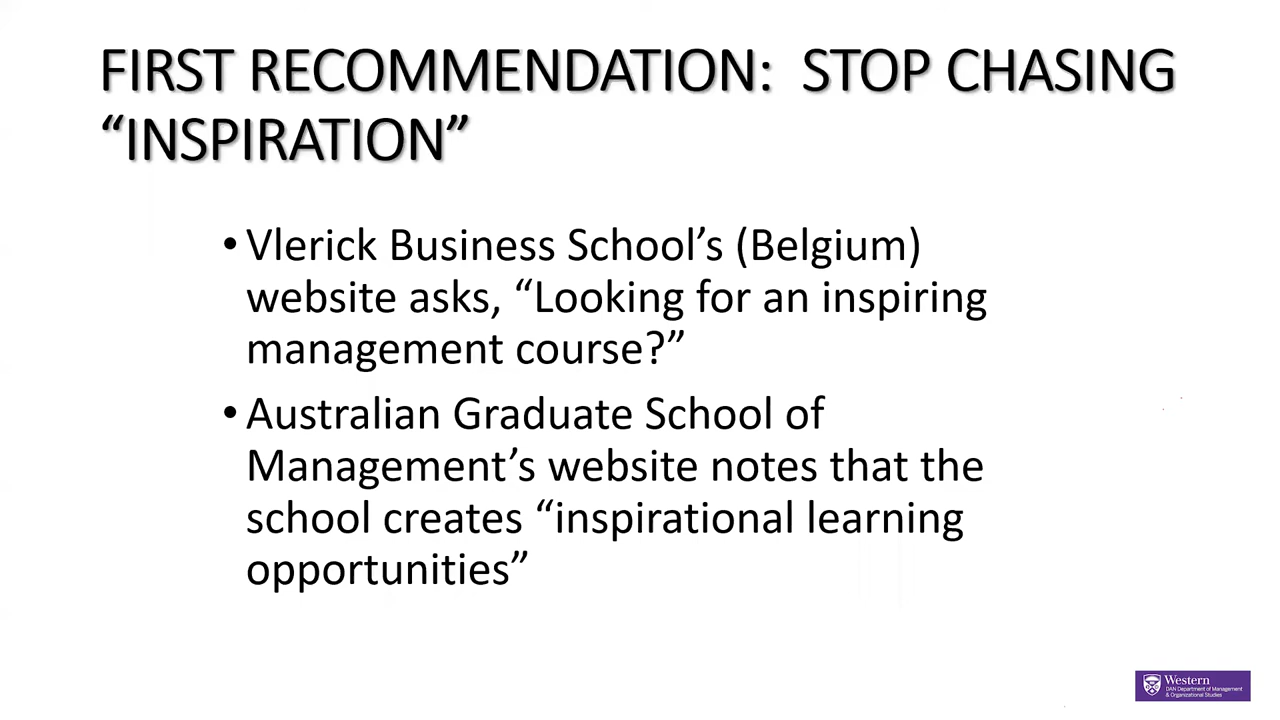 FIRST RECOMMENDATION:  STOP CHASING
“INSPIRATION”
• Vlerick Business School’s (Belgium)
website asks, “Looking for an inspiring
management course?”
• Australian Graduate School of
Management’s website notes that the
school creates “inspirational learning
opportunities”
Western
DAN Department of Management
& Organizational Studies